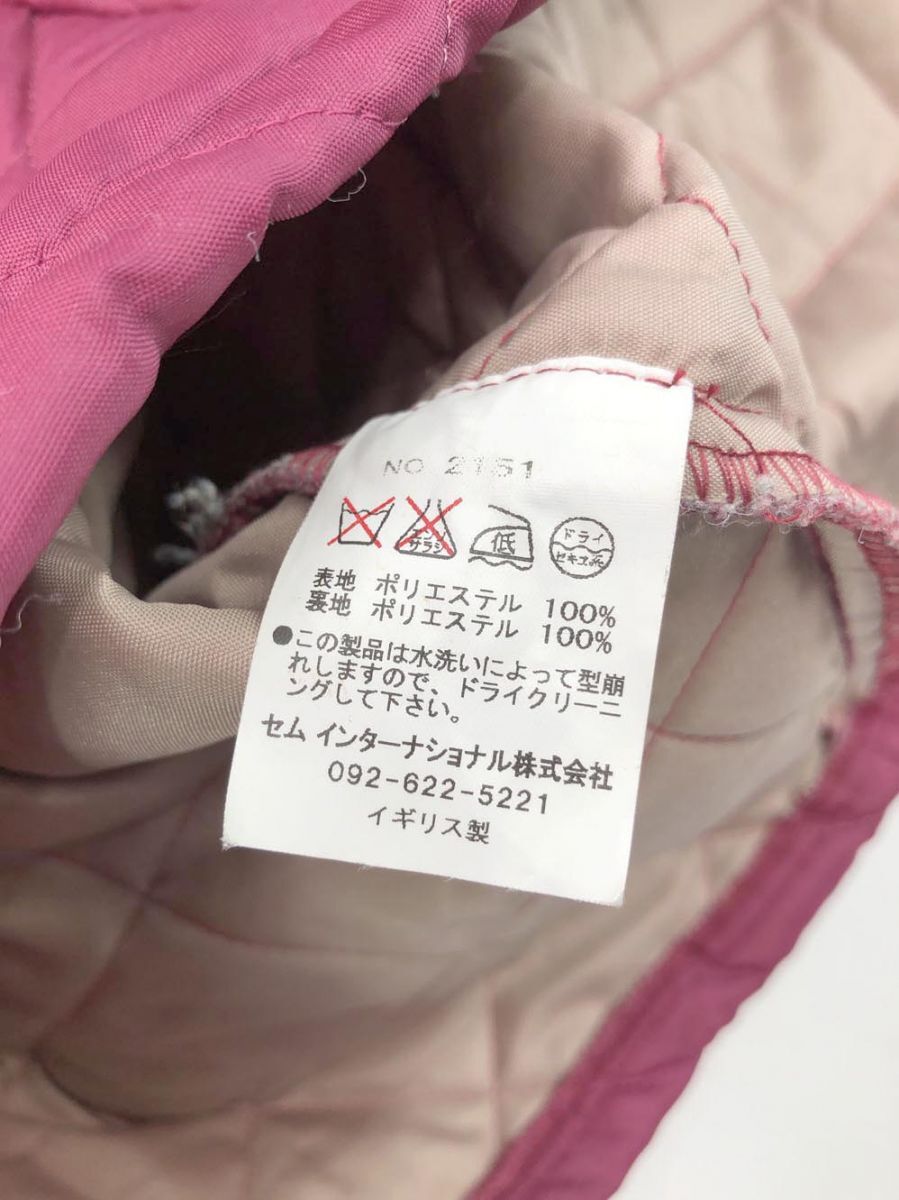 NO 2151
サラシ 低 ドライ セキユ系
表地 ポリエステル 100%
裏地 ポリエステル 100%
●この製品は水洗いによって型崩
れしますので、ドライクリーニ
ングして下さい。
セム インターナショナル株式会社
092-622-5221
イギリス製